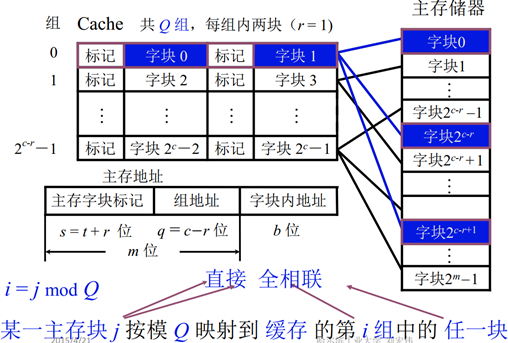 组 Cache 共 Q 组，每组内两块（r = 1） 主存储器
0 标记 字块 0 标记 字块 1 字块0
1 标记 字块 2 标记 字块 3 字块1
⋮ ⋮ ⋮ ⋮ ⋮
字块2^{c-r}−1
2^{c-r}−1 标记 字块 2^c−2 标记 字块 2^c−1 字块2^{c-r}
字块2^{c-r}+1
⋮
主存地址
主存字块标记 组地址 字块内地址 字块2^{c-r+1}
s = t + r 位 q = c−r 位 b 位
⋮
m 位
字块2^m−1
直接 全相联
i = j mod Q
某一主存块 j 按模 Q 映射到 缓存 的第 i 组中的 任一块
2015/4/21